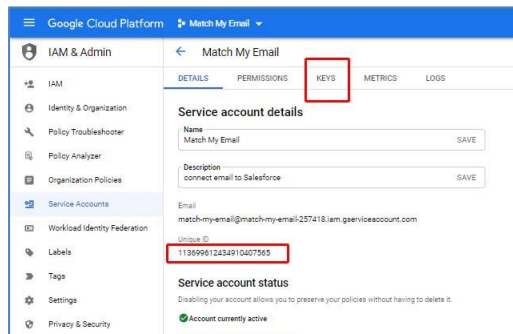 Google Cloud Platform Match My Email
IAM & Admin
Match My Email
DETAILS PERMISSIONS KEYS METRICS LOGS
IAM
Identity & Organization
Policy Troubleshooter
Policy Analyzer
Organization Policies
Service Accounts
Workload Identity Federation
Labels
Tags
Settings
Privacy & Security
Service account details
Name
Match My Email SAVE
Description
connect email to Salesforce SAVE
Email
match-my-email@match-my-email-257418.iam.gserviceaccount.com
Unique ID
113699612434910407565
Service account status
Disabling your account allows you to preserve your policies without having to delete it.
Account currently active